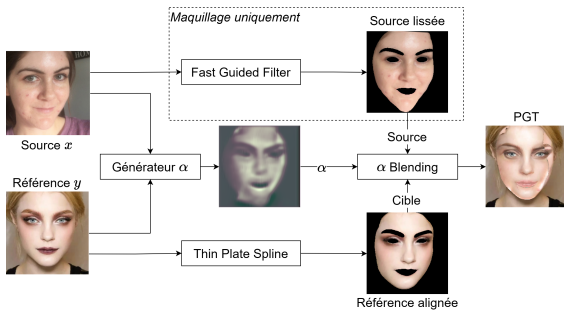 Maquillage uniquement
Source lissée
Fast Guided Filter
Source x
Source
PGT
Générateur α
α
α Blending
Référence y
Cible
Thin Plate Spline
Référence alignée